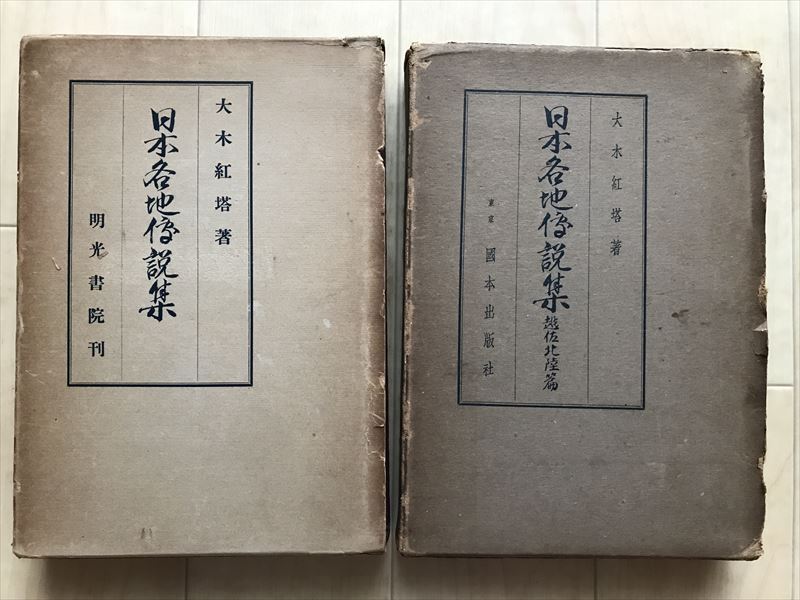 大木紅塔著
日本各地傳説集
明光書院刊
大木紅塔著
日本各地傳説集 越佐北陸篇
東京 國本出版社